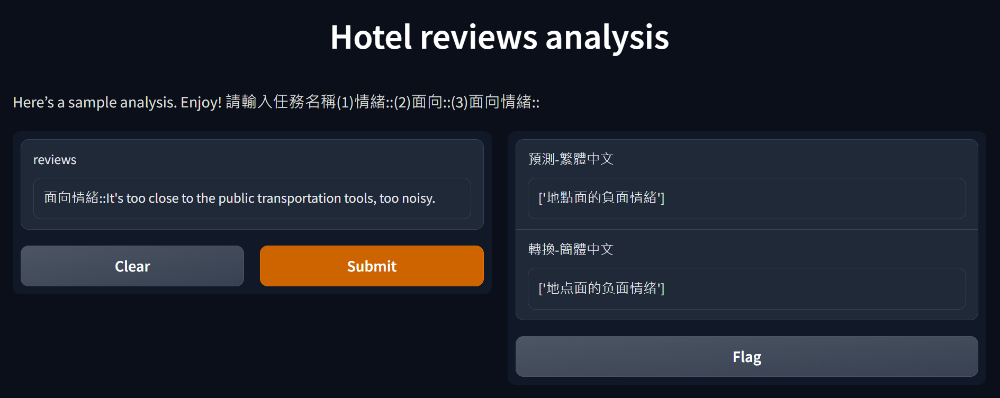 Hotel reviews analysis
Here’s a sample analysis. Enjoy! 請輸入任務名稱(1)情緒::(2)面向::(3)面向情緒::
reviews
面向情緒::It's too close to the public transportation tools, too noisy.
Clear
Submit
預測-繁體中文
['地點面的負面情緒']
轉換-簡體中文
['地点面的负面情绪']
Flag